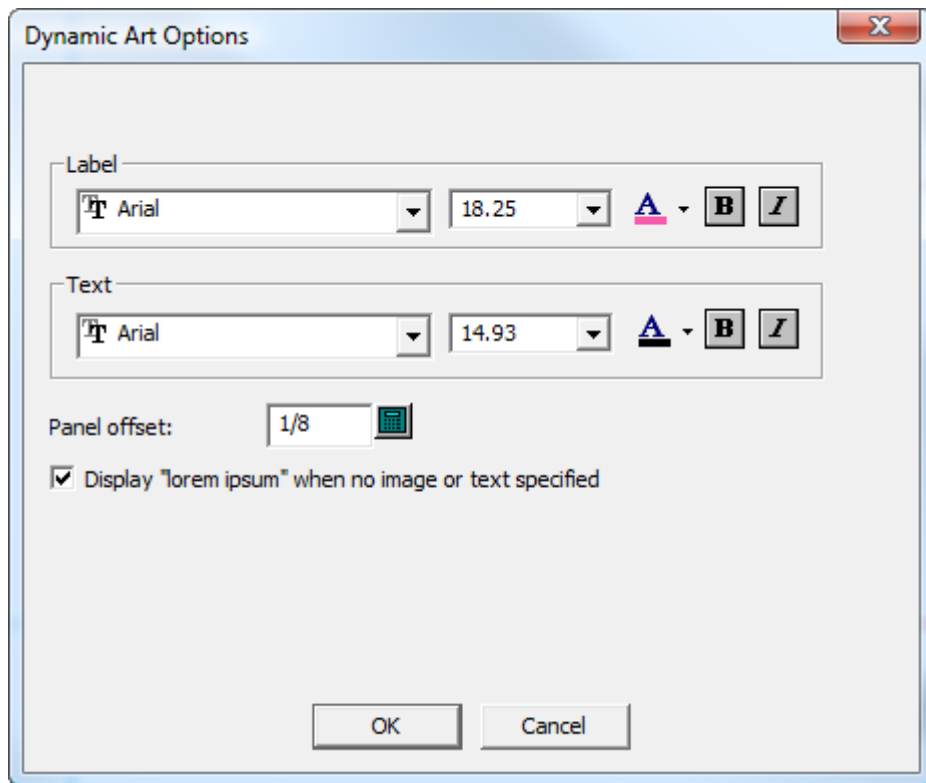 Dynamic Art Options
X
Label
Arial 18.25 A B I
Text
Arial 14.93 A B I
Panel offset: 1/8
Display "lorem ipsum" when no image or text specified
OK Cancel